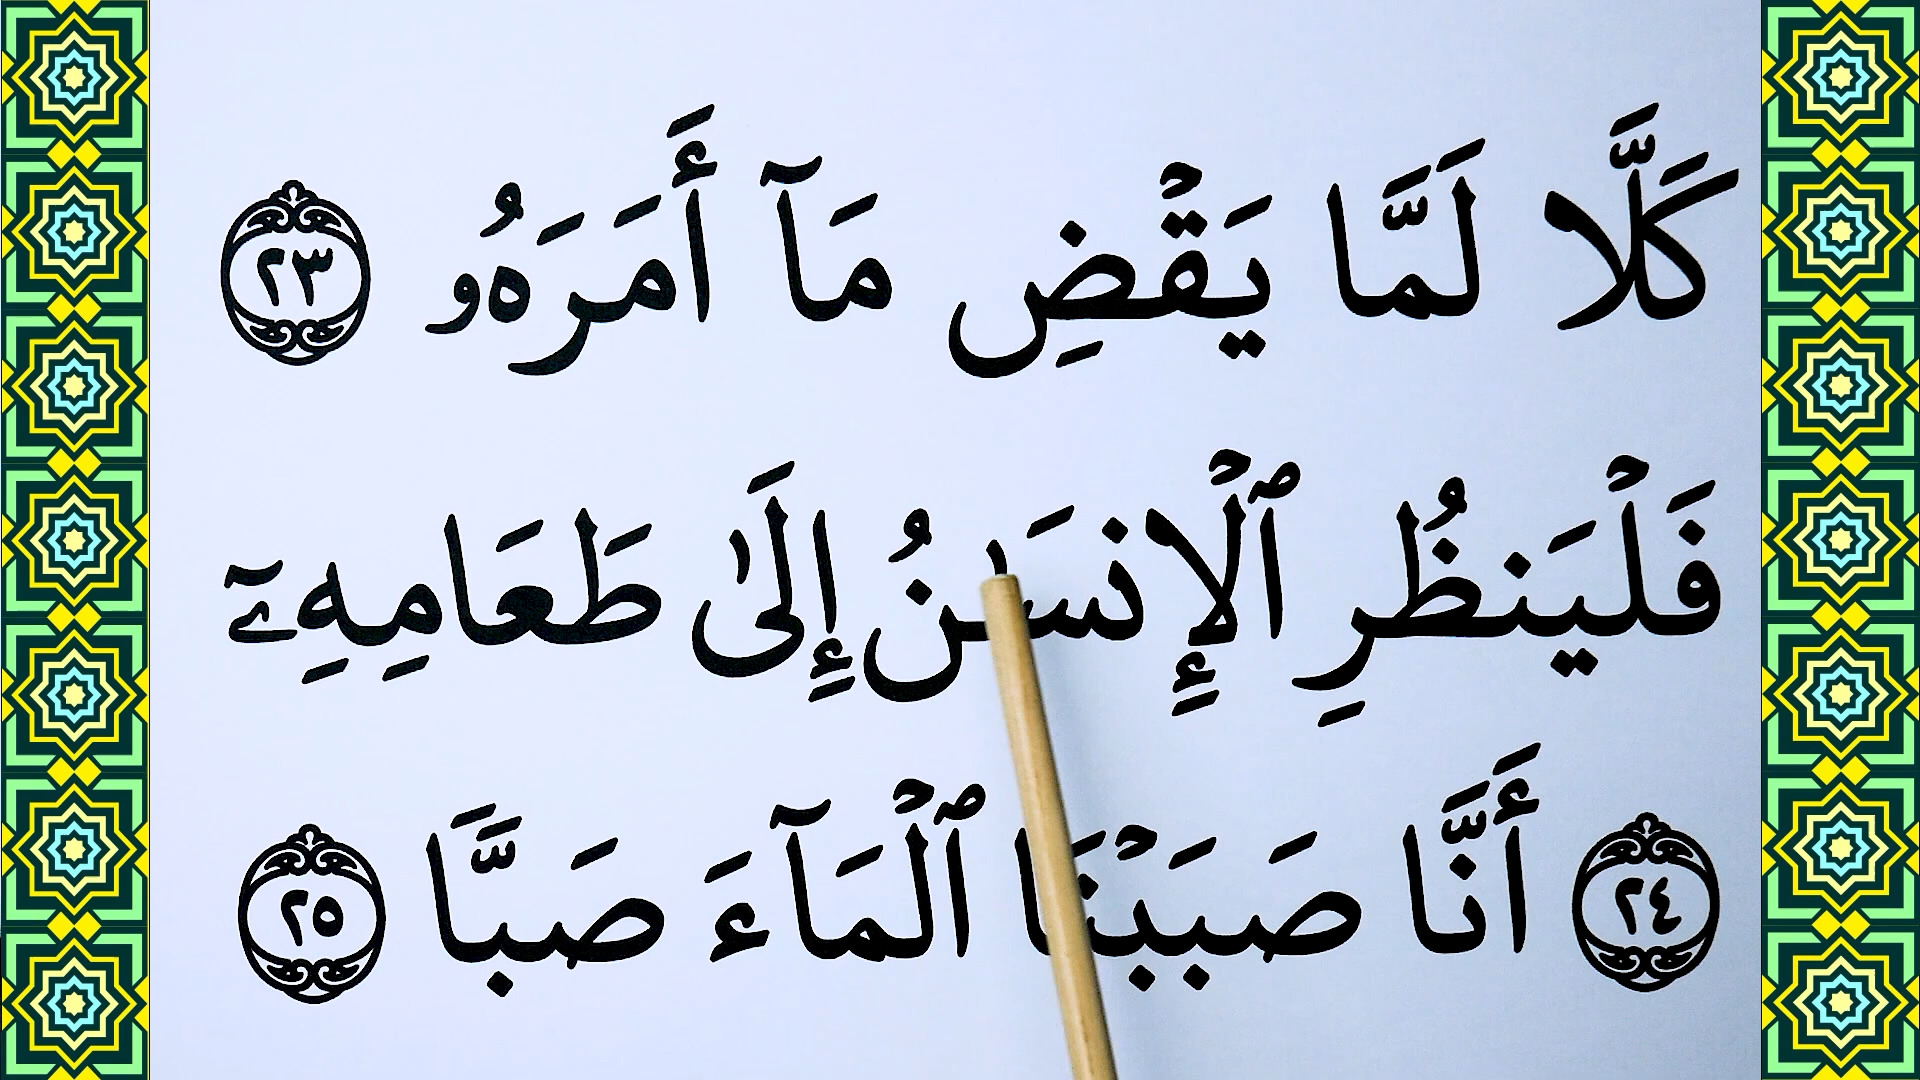 كَلَّا لَمَّا يَقۡضِ مَآ أَمَرَهُۥ ٢٣
فَلۡيَنظُرِ ٱلۡإِنسَٰنُ إِلَىٰ طَعَامِهِۦٓ
٢٤ أَنَّا صَبَبۡنَا ٱلۡمَآءَ صَبّٗا ٢٥